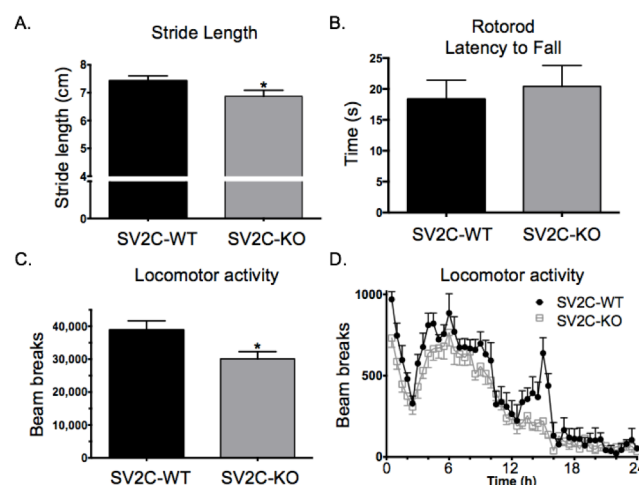 A.
Stride Length
Stride length (cm)
8
7
6
5
4
2
0
*
SV2C-WT
SV2C-KO
B.
Rotorod
Latency to Fall
Time (s)
25
20
15
10
5
0
SV2C-WT
SV2C-KO
C.
Locomotor activity
Beam breaks
40,000
30,000
20,000
10,000
0
*
SV2C-WT
SV2C-KO
D.
Locomotor activity
SV2C-WT
SV2C-KO
Beam breaks
1000
500
0
0 6 12 18 24
Time (h)